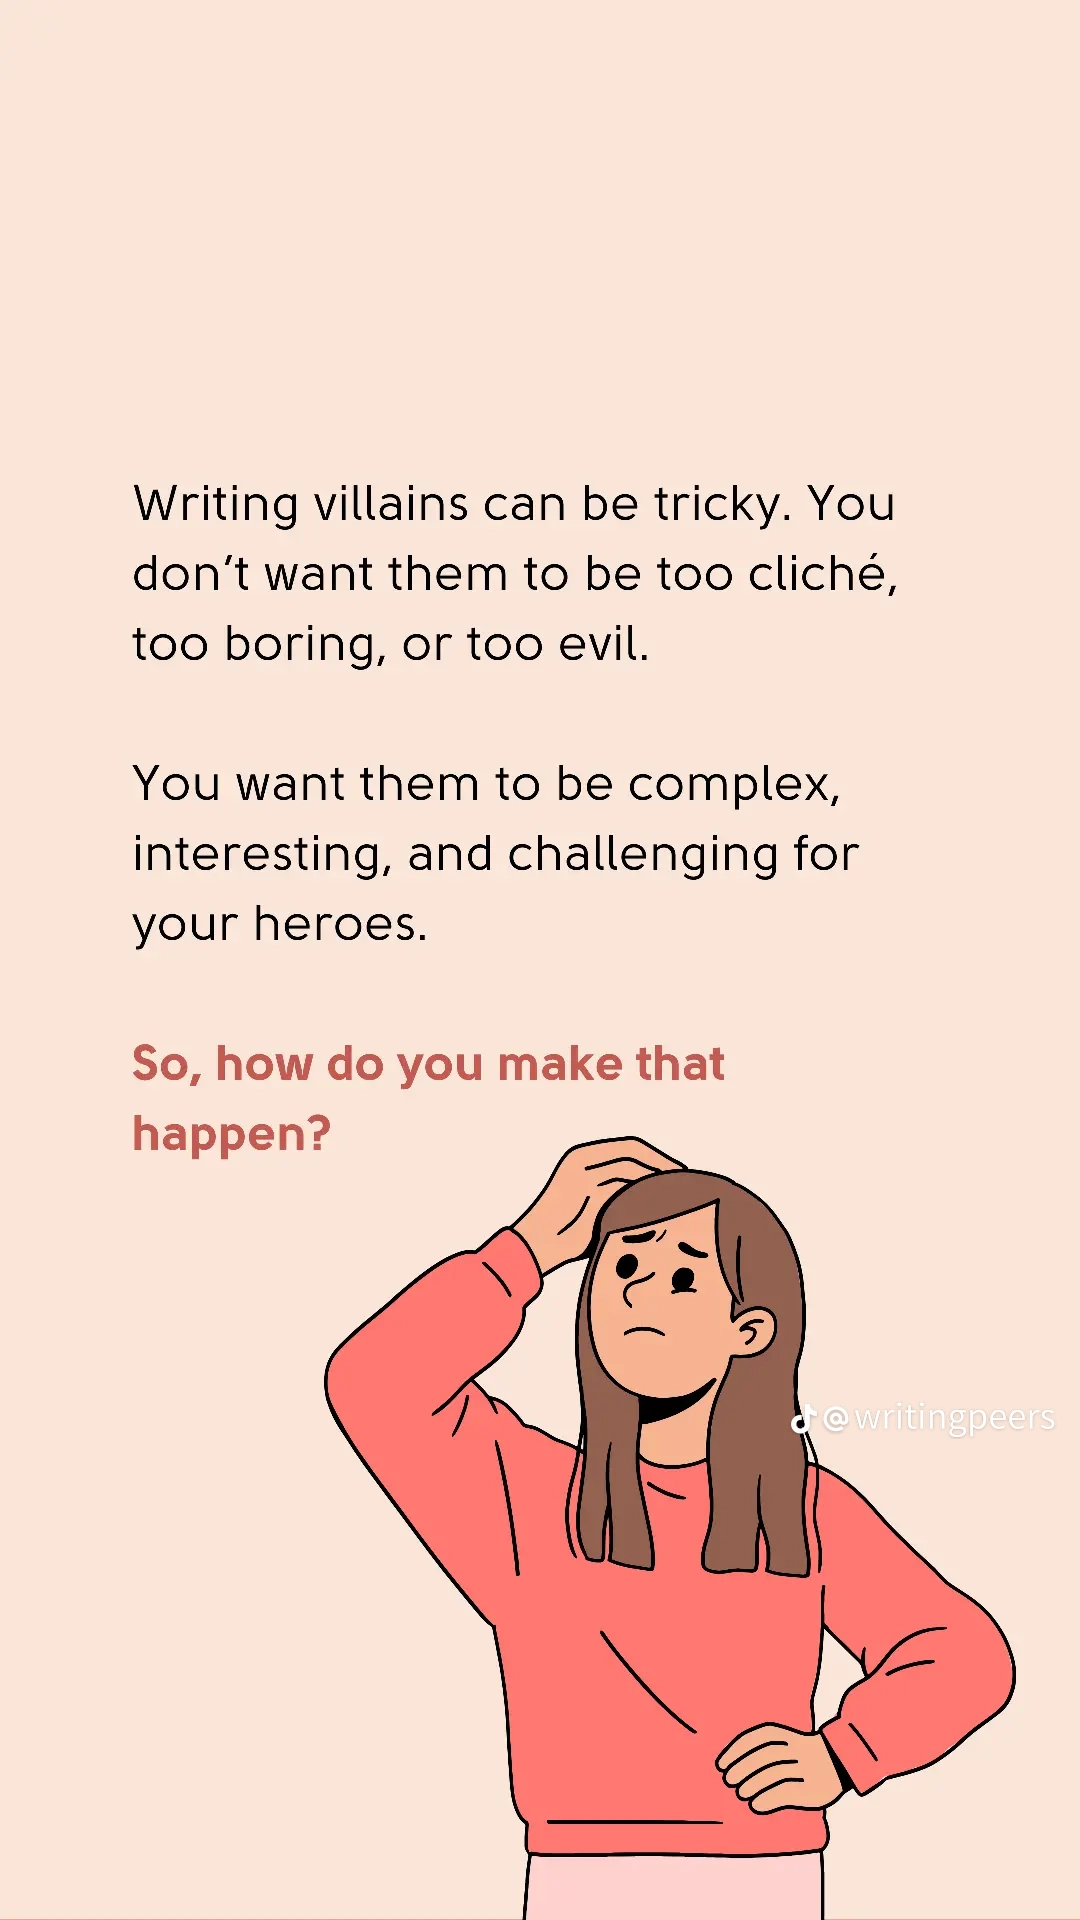 Writing villains can be tricky. You
don’t want them to be too cliché,
too boring, or too evil.
You want them to be complex,
interesting, and challenging for
your heroes.
So, how do you make that
happen?
@writingpeers